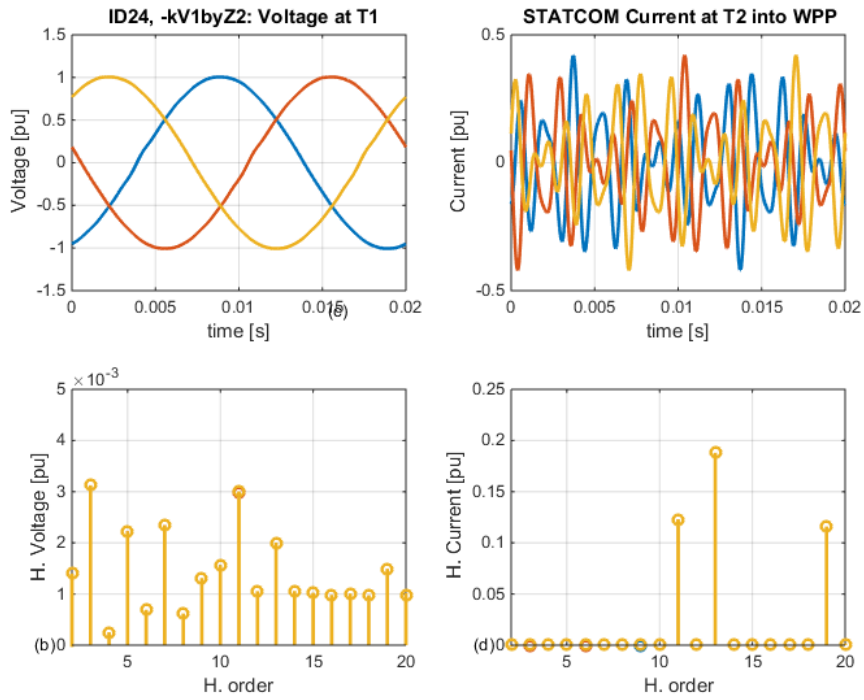 ID24, -kV1byZ2: Voltage at T1
Voltage [pu]
1.5
1
0.5
0
-0.5
-1
-1.5
0 0.005 0.01 0.015 0.02
time [s]
(c)
STATCOM Current at T2 into WPP
Current [pu]
0.5
0
-0.5
0 0.005 0.01 0.015 0.02
time [s]
×10⁻³
H. Voltage [pu]
5
4
3
2
1
0
(b)
5 10 15 20
H. order
H. Current [pu]
0.25
0.2
0.15
0.1
0.05
0
(d)
5 10 15 20
H. order